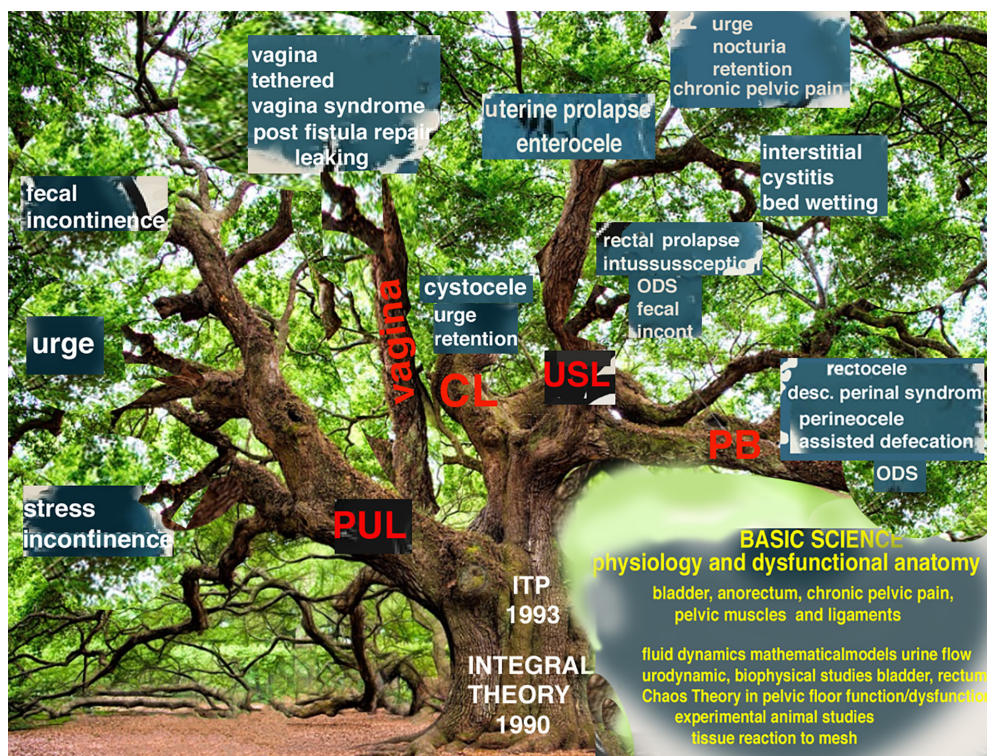 vagina
tethered
vagina syndrome
post fistula repair
leaking
urge
nocturia
retention
chronic pelvic pain
uterine prolapse
enterocele
interstitial
cystitis
bed wetting
fecal
incontinence
rectal prolapse
intussussception
ODS
fecal
incont
cystocele
urge
retention
urge
vagina
CL
USL
PB
rectocele
desc. perinal syndrom
perineocele
assisted defecation
ODS
stress
incontinence
PUL
ITP
1993
INTEGRAL
THEORY
1990
BASIC SCIENCE
physiology and dysfunctional anatomy
bladder, anorectum, chronic pelvic pain,
pelvic muscles and ligaments
fluid dynamics mathematicalmodels urine flow
urodynamic, biophysical studies bladder, rectum
Chaos Theory in pelvic floor function/dysfunction
experimental animal studies
tissue reaction to mesh